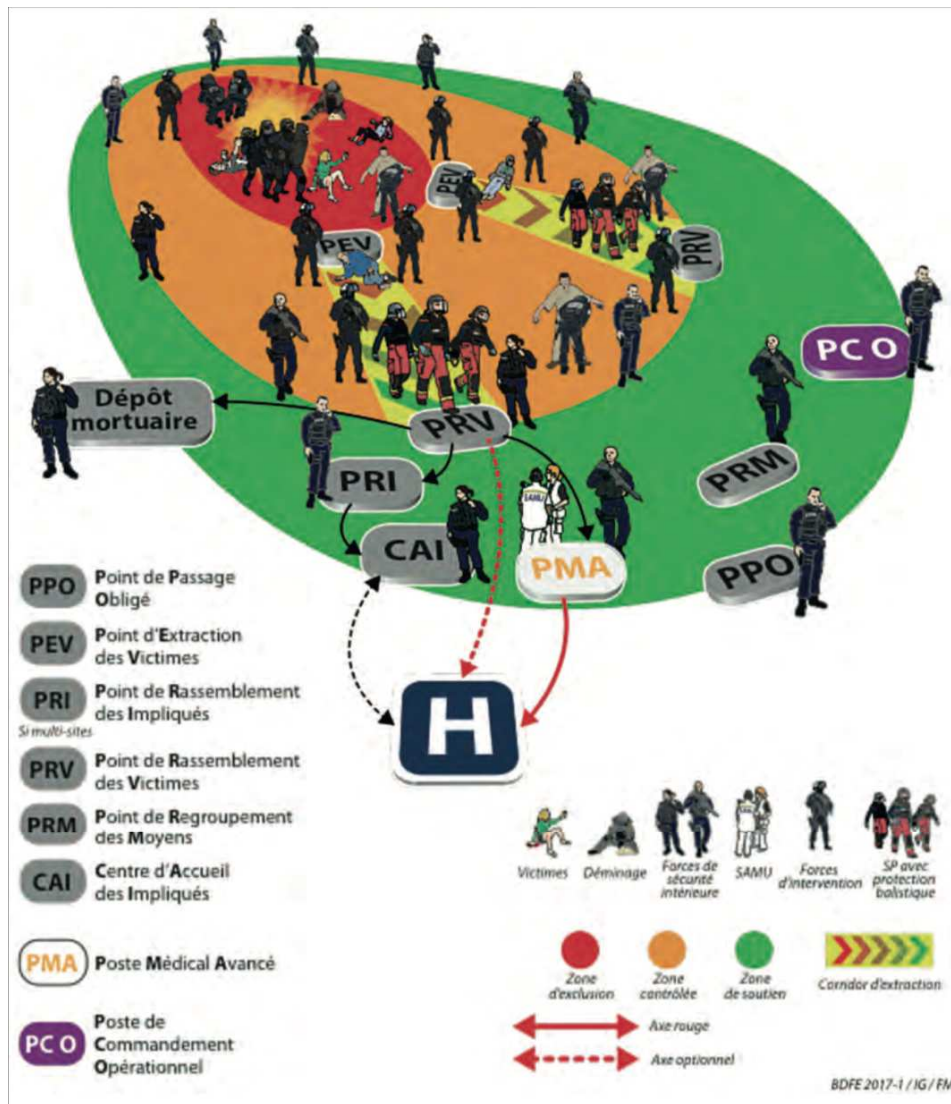 PEV
PEV
PRV
PC O
Dépôt
mortuaire
PRV
PRM
PRI
CAI
SAMU
PMA
PPO
H
PPO Point de Passage
Obligé
PEV Point d'Extraction
des Victimes
PRI Point de Rassemblement
des Impliqués
Si multi-sites
PRV Point de Rassemblement
des Victimes
PRM Point de Regroupement
des Moyens
CAI Centre d'Accueil
des Impliqués
PMA Poste Médical Avancé
PC O Poste de
Commandement
Opérationnel
Victimes
Déminage
Forces de
sécurité
intérieure
SAMU
Forces
d'intervention
SP avec
protection
balistique
Zone
d'exclusion
Zone
contrôlée
Zone
de soutien
Corridor d'extraction
Axe rouge
Axe optionnel
BDFE 2017-1 / IG / FM